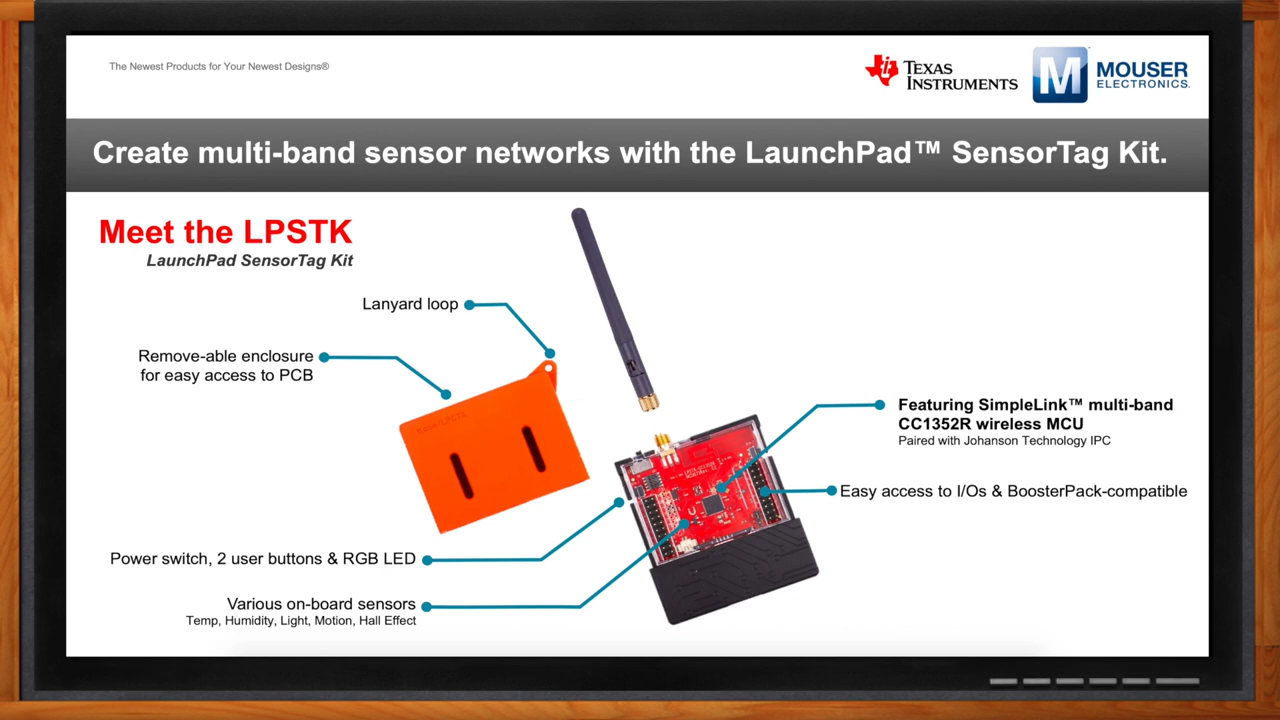 The Newest Products for Your Newest Designs®
TEXAS
INSTRUMENTS
M
MOUSER
ELECTRONICS.
Create multi-band sensor networks with the LaunchPad™ SensorTag Kit.
Meet the LPSTK
LaunchPad SensorTag Kit
Lanyard loop
Remove-able enclosure
for easy access to PCB
Featuring SimpleLink™ multi-band
CC1352R wireless MCU
Paired with Johanson Technology IPC
Easy access to I/Os & BoosterPack-compatible
Power switch, 2 user buttons & RGB LED
Various on-board sensors
Temp, Humidity, Light, Motion, Hall Effect